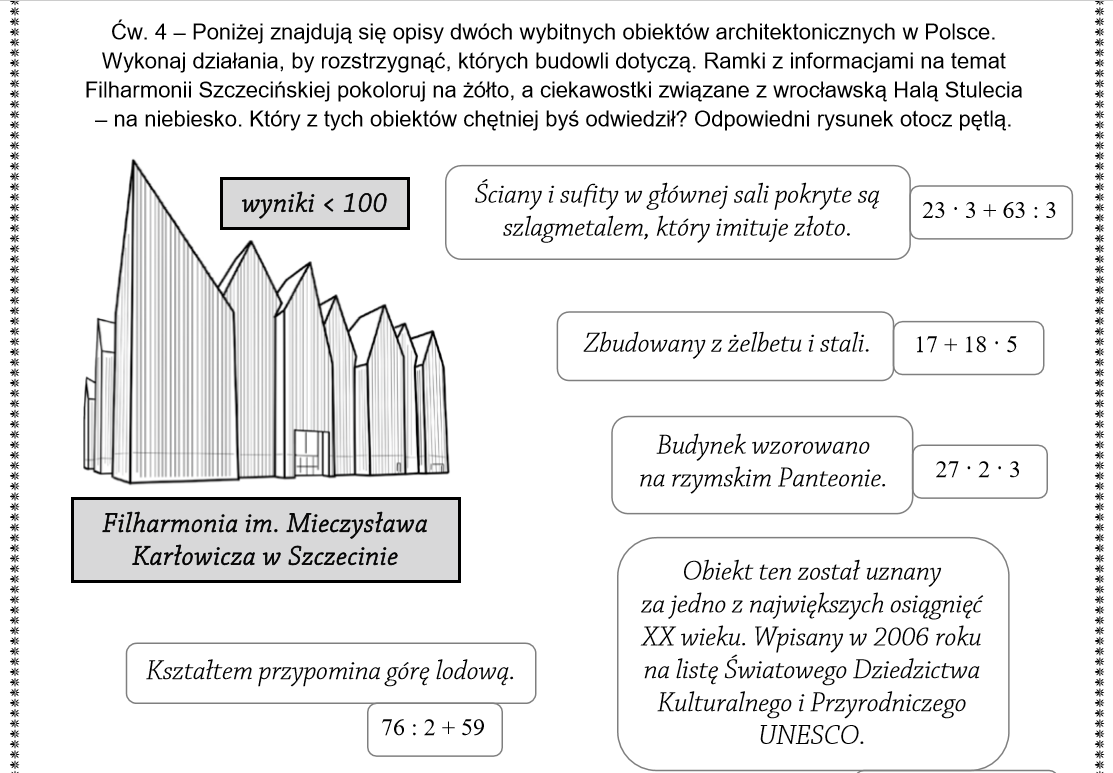 Ćw. 4 – Poniżej znajdują się opisy dwóch wybitnych obiektów architektonicznych w Polsce.
Wykonaj działania, by rozstrzygnąć, których budowli dotyczą. Ramki z informacjami na temat
Filharmonii Szczecińskiej pokoloruj na żółto, a ciekawostki związane z wrocławską Halą Stulecia
– na niebiesko. Który z tych obiektów chętniej byś odwiedził? Odpowiedni rysunek otocz pętlą.
wyniki < 100
Ściany i sufity w głównej sali pokryte są
szlagmetalem, który imituje złoto.
23 · 3 + 63 : 3
Zbudowany z żelbetu i stali.
17 + 18 · 5
Budynek wzorowano
na rzymskim Panteonie.
27 · 2 · 3
Filharmonia im. Mieczysława
Karłowicza w Szczecinie
Obiekt ten został uznany
za jedno z największych osiągnięć
XX wieku. Wpisany w 2006 roku
na listę Światowego Dziedzictwa
Kulturalnego i Przyrodniczego
UNESCO.
Kształtem przypomina górę lodową.
76 : 2 + 59